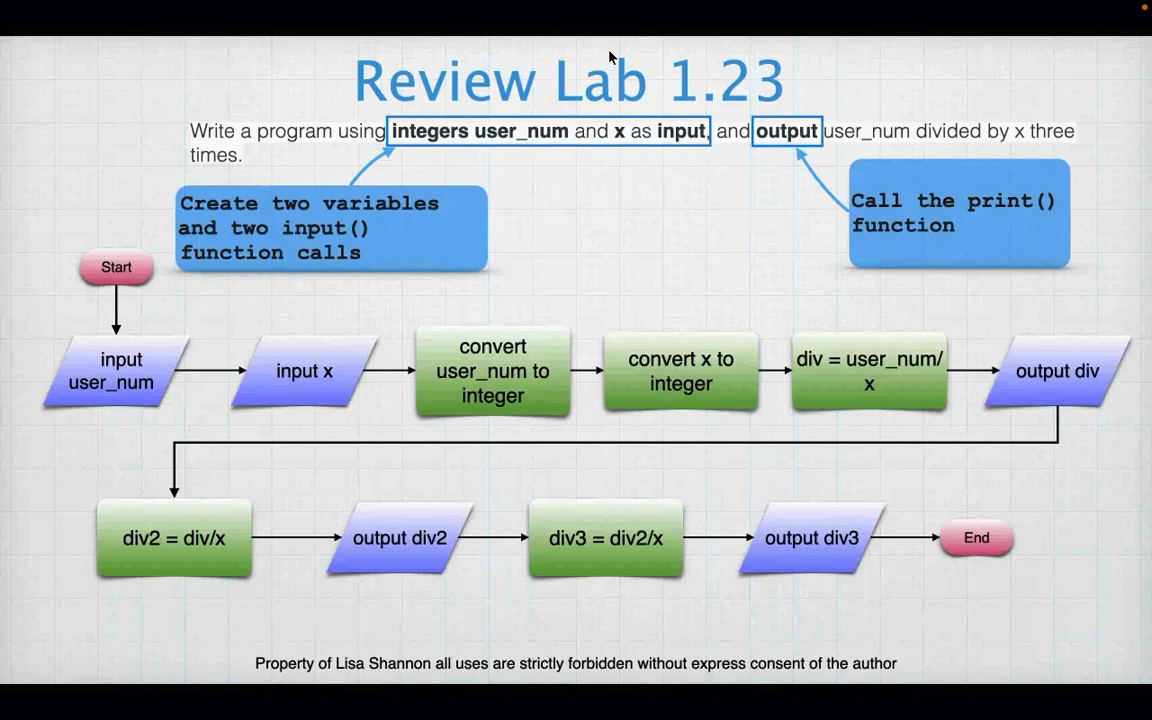 Review Lab 1.23
Write a program using integers user_num and x as input, and output user_num divided by x three
times.
Create two variables
and two input()
function calls
Call the print()
function
Start
input
user_num
input x
convert
user_num to
integer
convert x to
integer
div = user_num/
x
output div
div2 = div/x
output div2
div3 = div2/x
output div3
End
Property of Lisa Shannon all uses are strictly forbidden without express consent of the author